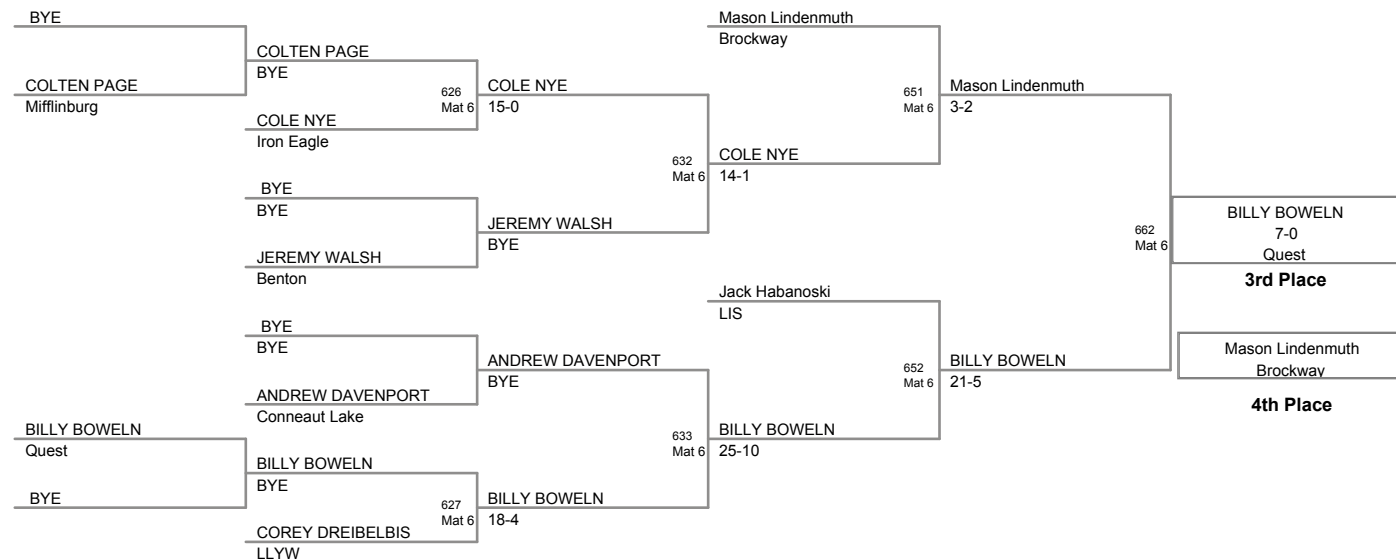 BYE
COLTEN PAGE
Mifflinburg
BILLY BOWELN
Quest
BYE
COLTEN PAGE
BYE
COLE NYE
Iron Eagle
BYE
BYE
JEREMY WALSH
Benton
BYE
BYE
ANDREW DAVENPORT
Conneaut Lake
BILLY BOWELN
BYE
COREY DREIBELBIS
LLYW
626
Mat 6
COLE NYE
15-0
JEREMY WALSH
BYE
ANDREW DAVENPORT
BYE
627
Mat 6
BILLY BOWELN
18-4
Mason Lindenmuth
Brockway
632
Mat 6
COLE NYE
14-1
Jack Habanoski
LIS
633
Mat 6
BILLY BOWELN
25-10
651
Mat 6
Mason Lindenmuth
3-2
652
Mat 6
BILLY BOWELN
21-5
662
Mat 6
BILLY BOWELN
7-0
Quest
3rd Place
Mason Lindenmuth
Brockway
4th Place